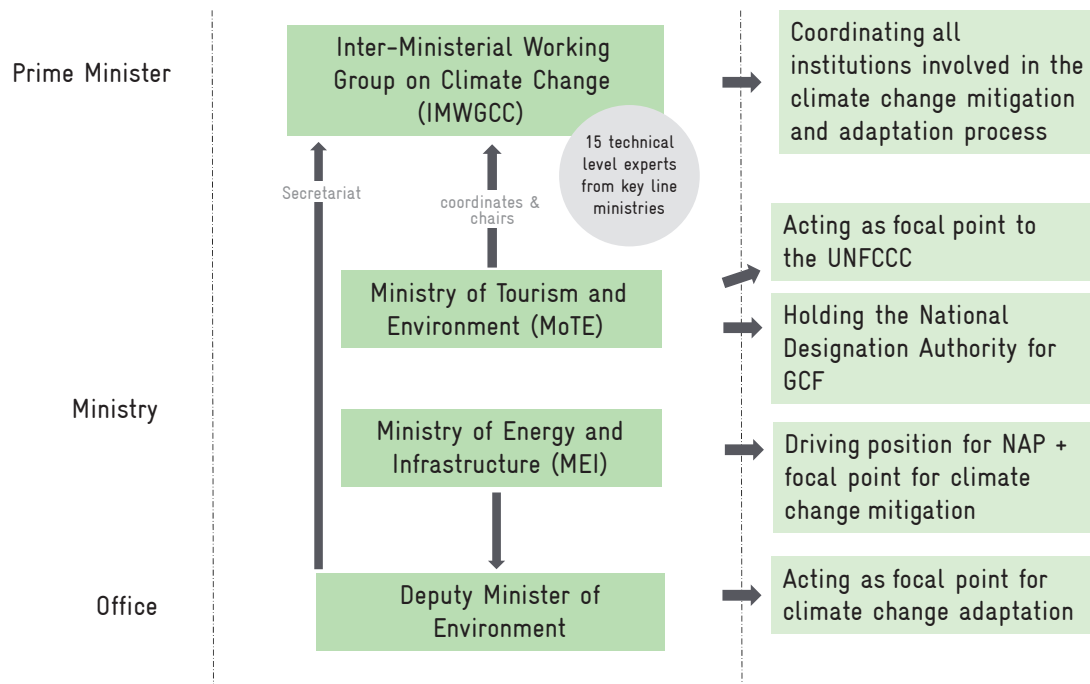 Prime Minister
Inter-Ministerial Working
Group on Climate Change
(IMWGCC)
15 technical
level experts
from key line
ministries
Coordinating all
institutions involved in the
climate change mitigation
and adaptation process
Secretariat
coordinates &
chairs
Ministry of Tourism and
Environment (MoTE)
Acting as focal point to
the UNFCCC
Holding the National
Designation Authority for
GCF
Ministry
Ministry of Energy and
Infrastructure (MEI)
Driving position for NAP +
focal point for climate
change mitigation
Office
Deputy Minister of
Environment
Acting as focal point for
climate change adaptation